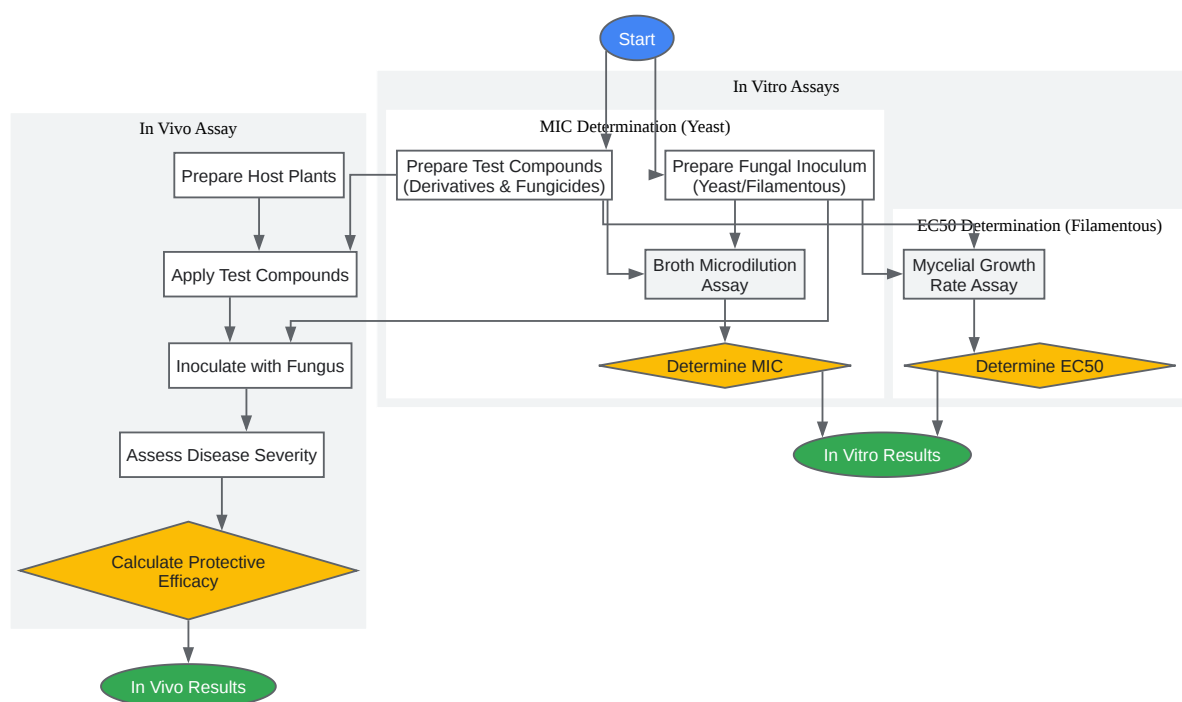 Start
In Vitro Assays
In Vivo Assay
MIC Determination (Yeast)
Prepare Host Plants
Prepare Test Compounds
(Derivatives & Fungicides)
Prepare Fungal Inoculum
(Yeast/Filamentous)
EC50 Determination (Filamentous)
Apply Test Compounds
Broth Microdilution
Assay
Mycelial Growth
Rate Assay
Inoculate with Fungus
Determine MIC
Determine EC50
Assess Disease Severity
In Vitro Results
Calculate Protective
Efficacy
In Vivo Results